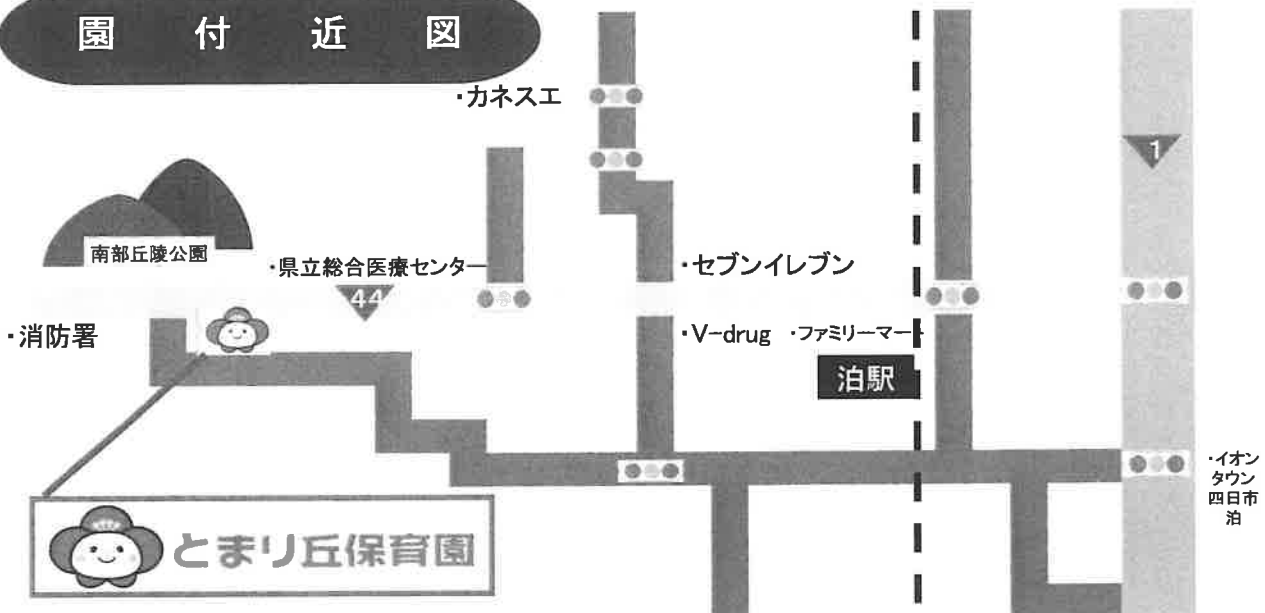 園付近図
・カネスエ
1
南部丘陵公園
・県立総合医療センター
44
・セブンイレブン
・消防署
・V-drug ・ファミリーマート
泊駅
・イオン
タウン
四日市
泊
とまり丘保育園